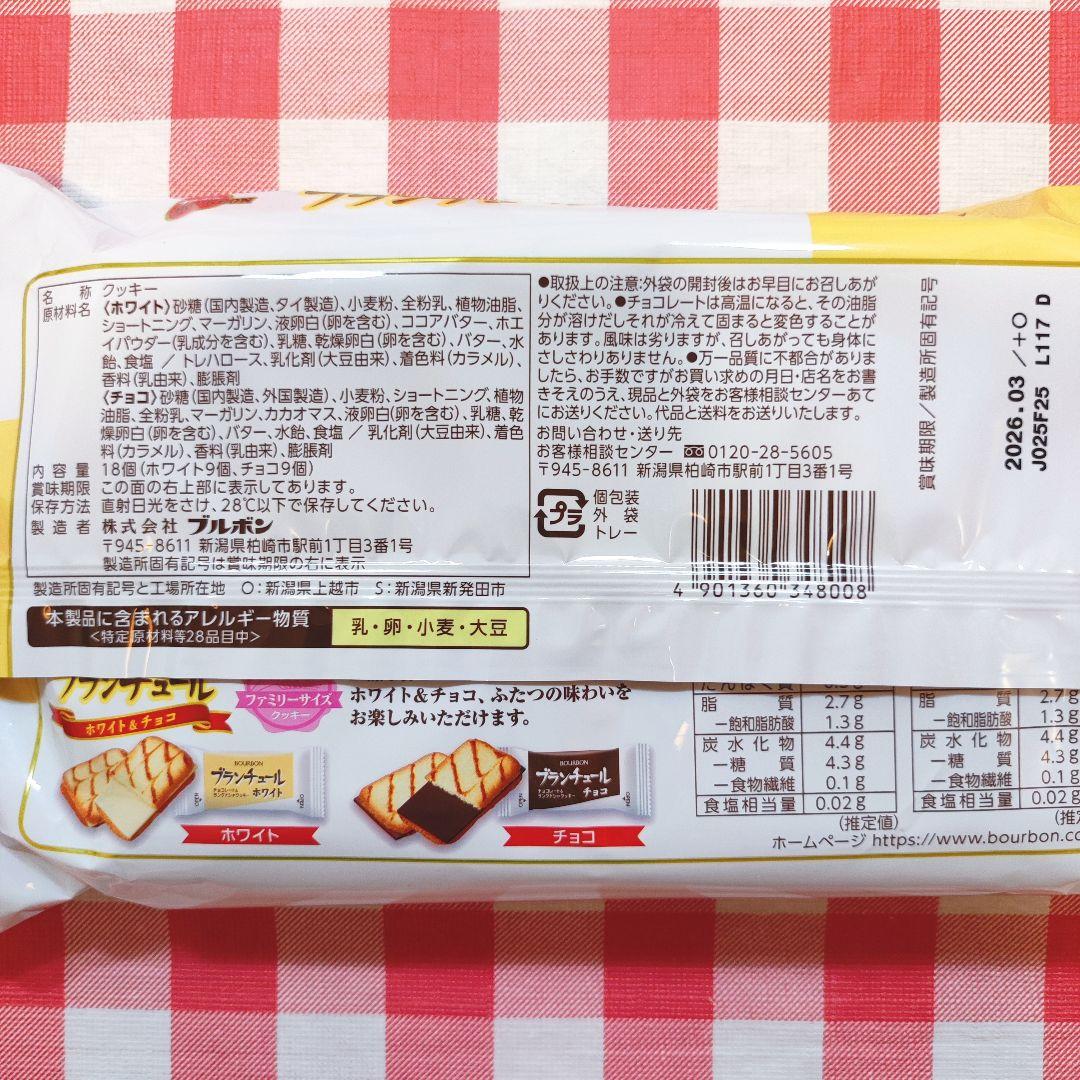 名称 クッキー
原材料名 〈ホワイト〉砂糖(国内製造、タイ製造)、小麦粉、全粉乳、植物油脂、
ショートニング、マーガリン、液卵白(卵を含む)、ココアバター、ホエ
イパウダー(乳成分を含む)、乳糖、乾燥卵白(卵を含む)、バター、水
飴、食塩 / トレハロース、乳化剤(大豆由来)、着色料(カラメル)、
香料(乳由来)、膨脹剤
〈チョコ〉砂糖(国内製造、外国製造)、小麦粉、ショートニング、植物
油脂、全粉乳、マーガリン、カカオマス、液卵白(卵を含む)、乳糖、乾
燥卵白(卵を含む)、バター、水飴、食塩 / 乳化剤(大豆由来)、着色
料(カラメル)、香料(乳由来)、膨脹剤
内容量 18個(ホワイト9個、チョコ9個)
賞味期限 この面の右上部に表示してあります。
保存方法 直射日光をさけ、28℃以下で保存してください。
製造者 株式会社 ブルボン
〒945-8611 新潟県柏崎市駅前1丁目3番1号
製造所固有記号は賞味期限の右に表示
製造所固有記号と工場所在地 O:新潟県上越市 S:新潟県新発田市
本製品に含まれるアレルギー物質
<特定原材料等28品目中>
乳・卵・小麦・大豆
●取扱上の注意:外袋の開封後はお早目にお召しあが
りください。●チョコレートは高温になると、その油脂
分が溶けだしそれが冷えて固まると変色することが
あります。風味は劣りますが、召しあがっても身体に
さしさわりありません。●万一品質に不都合がありま
したら、お手数ですがお買い求めの月日・店名をお書
きそえのうえ、現品と外袋をお客様相談センターあて
にお送りください。代品と送料をお送りいたします。
お問い合わせ・送り先
お客様相談センター 0120-28-5605
〒945-8611 新潟県柏崎市駅前1丁目3番1号
プラ
個包装
外袋
トレー
4 901360 348008
賞味期限/製造所固有記号
2026.03 /+O
J025F25 L117 D
ブランチュール
ホワイト&チョコ
ファミリーサイズ
クッキー
ホワイト&チョコ、ふたつの味わいを
お楽しみいただけます。
BOURBON
ブランチュール
ホワイト
ホワイト
BOURBON
ブランチュール
チョコ
チョコ
たんぱく質
脂質 2.7g
―飽和脂肪酸 1.3g
炭水化物 4.4g
―糖質 4.3g
―食物繊維 0.1g
食塩相当量 0.02g
(推定値)
脂質 2.7g
―飽和脂肪酸 1.3g
炭水化物 4.4g
―糖質 4.3g
―食物繊維 0.1g
食塩相当量 0.02g
ホームページ https://www.bourbon.co